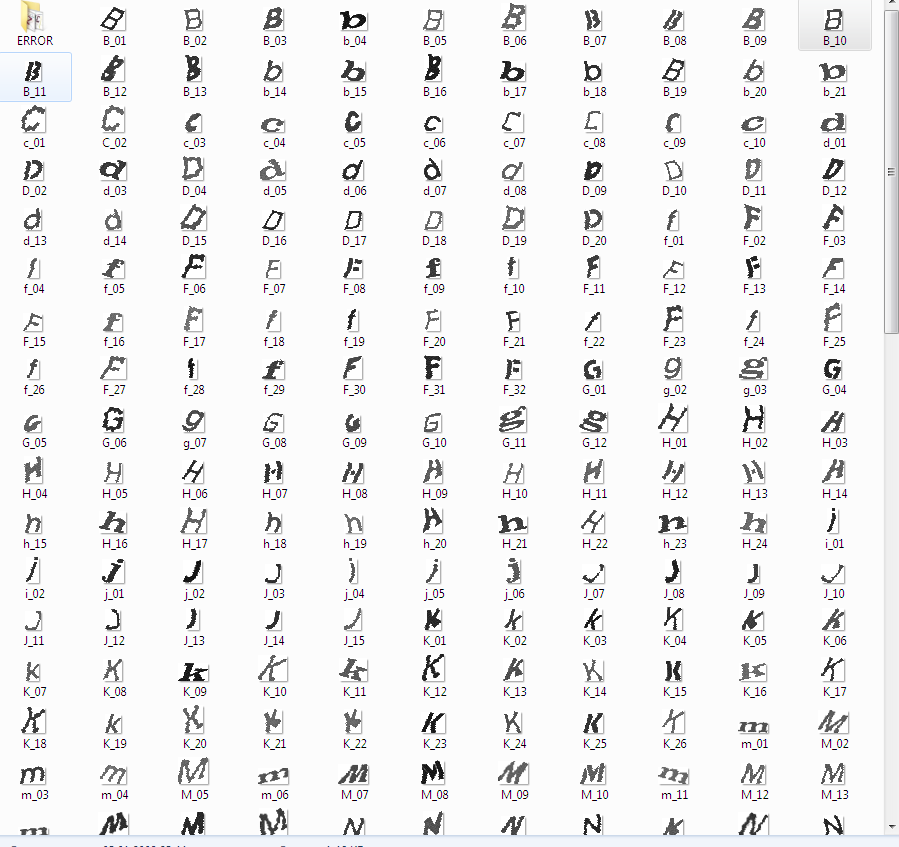 ERROR B_01 B_02 B_03 b_04 B_05 B_06 B_07 B_08 B_09 B_10
B_11 B_12 B_13 b_14 b_15 B_16 b_17 b_18 B_19 b_20 b_21
c_01 C_02 c_03 c_04 c_05 c_06 c_07 c_08 c_09 c_10 d_01
D_02 d_03 D_04 d_05 d_06 d_07 d_08 D_09 D_10 D_11 D_12
d_13 d_14 D_15 D_16 D_17 D_18 D_19 D_20 f_01 F_02 F_03
f_04 f_05 F_06 F_07 F_08 f_09 f_10 F_11 F_12 F_13 F_14
F_15 f_16 F_17 f_18 f_19 F_20 F_21 f_22 F_23 f_24 F_25
f_26 F_27 f_28 f_29 F_30 F_31 F_32 G_01 g_02 g_03 G_04
G_05 G_06 g_07 G_08 G_09 G_10 G_11 G_12 H_01 H_02 H_03
H_04 H_05 H_06 H_07 H_08 H_09 H_10 H_11 H_12 H_13 H_14
h_15 H_16 H_17 h_18 h_19 h_20 H_21 H_22 h_23 H_24 i_01
i_02 j_01 j_02 J_03 j_04 j_05 j_06 J_07 J_08 J_09 J_10
J_11 J_12 J_13 J_14 J_15 K_01 K_02 K_03 K_04 K_05 K_06
K_07 K_08 K_09 K_10 K_11 K_12 K_13 K_14 K_15 K_16 K_17
K_18 K_19 K_20 K_21 K_22 K_23 K_24 K_25 K_26 m_01 M_02
m_03 m_04 M_05 m_06 M_07 M_08 M_09 M_10 m_11 M_12 M_13